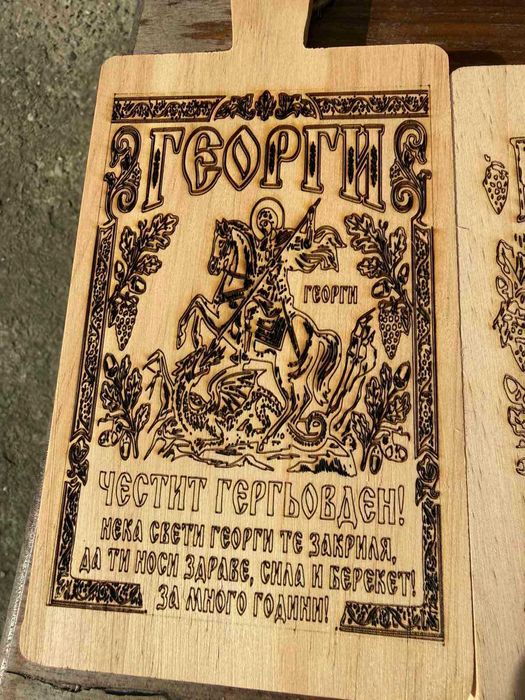 ГЕОРГИ
ГЕОРГИ
ЧЕСТИТ ГЕРГЬОВДЕН!
НЕКА СВЕТИ ГЕОРГИ ТЕ ЗАКРИЛЯ,
ДА ТИ НОСИ ЗДРАВЕ, СИЛА И БЕРЕКЕТ!
ЗА МНОГО ГОДИНИ!